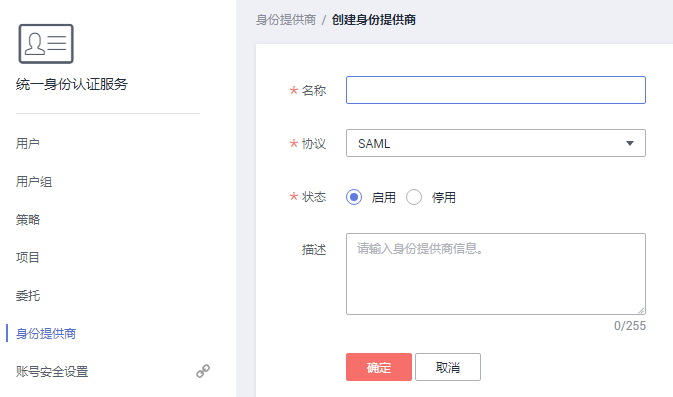 统一身份认证服务
用户
用户组
策略
项目
委托
身份提供商
账号安全设置
身份提供商 / 创建身份提供商
* 名称
* 协议 SAML
* 状态 启用 停用
描述 请输入身份提供商信息。
0/255
确定 取消